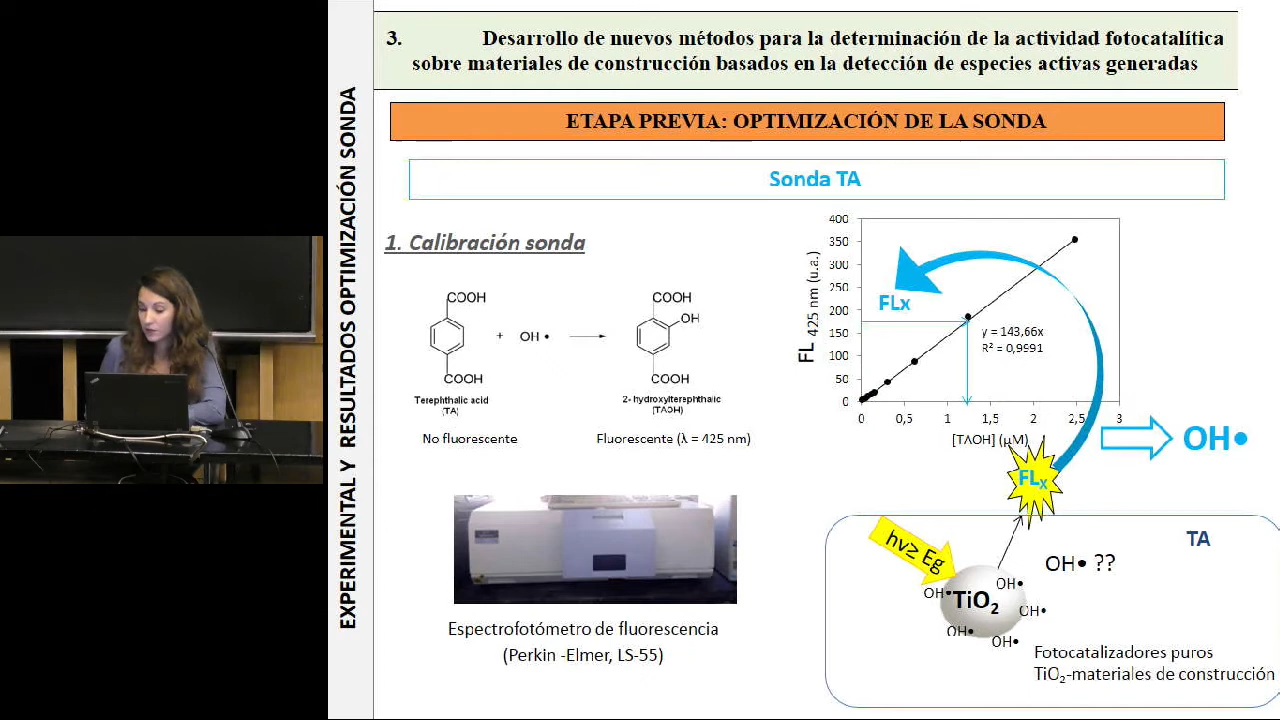 3. Desarrollo de nuevos métodos para la determinación de la actividad fotocatalítica
sobre materiales de construcción basados en la detección de especies activas generadas
ETAPA PREVIA: OPTIMIZACIÓN DE LA SONDA
Sonda TA
EXPERIMENTAL Y RESULTADOS OPTIMIZACIÓN SONDA
1. Calibración sonda
COOH
COOH
+ OH •
OH
COOH
COOH
Terephthalic acid
(TA)
2- hydroxylterephthalic
(TAOH)
No fluorescente
Fluorescente (λ = 425 nm)
FL 425 nm (u.a.)
400
350
300
250
200
150
100
50
0
FLx
y = 143,66x
R² = 0,9991
0 0,5 1 1,5 2 2,5 3
[TAOH] (µM)
OH•
FLX
hν≥ Eg
TA
OH• ??
OH•
OH•
TiO2
OH•
OH•
OH•
Fotocatalizadores puros
TiO2-materiales de construcción
Espectrofotómetro de fluorescencia
(Perkin -Elmer, LS-55)